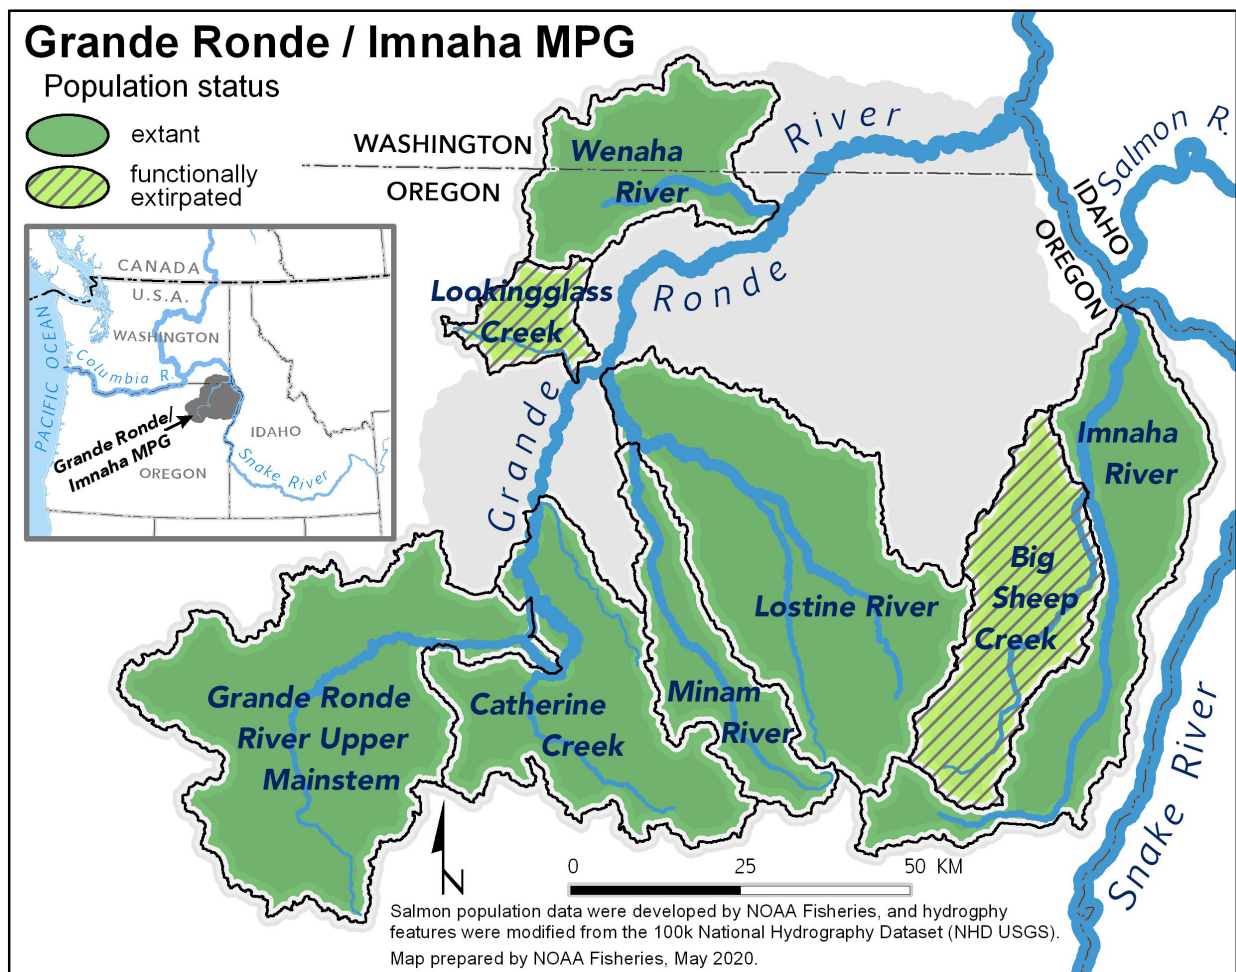 Grande Ronde / Imnaha MPG
Population status
extant
functionally
extirpated
WASHINGTON
OREGON
Wenaha
River
River
Ronde
Grande
Salmon R.
IDAHO
OREGON
Lookingglass
Creek
CANADA
U.S.A.
WASHINGTON
PACIFIC OCEAN
Columbia R.
Grande Ronde/
Imnaha MPG
IDAHO
OREGON
Snake River
Imnaha
River
Big
Sheep
Creek
Lostine River
Minam
River
Catherine
Creek
Grande Ronde
River Upper
Mainstem
Snake River
N
0 25 50 KM
Salmon population data were developed by NOAA Fisheries, and hydrogphy
features were modified from the 100k National Hydrography Dataset (NHD USGS).
Map prepared by NOAA Fisheries, May 2020.